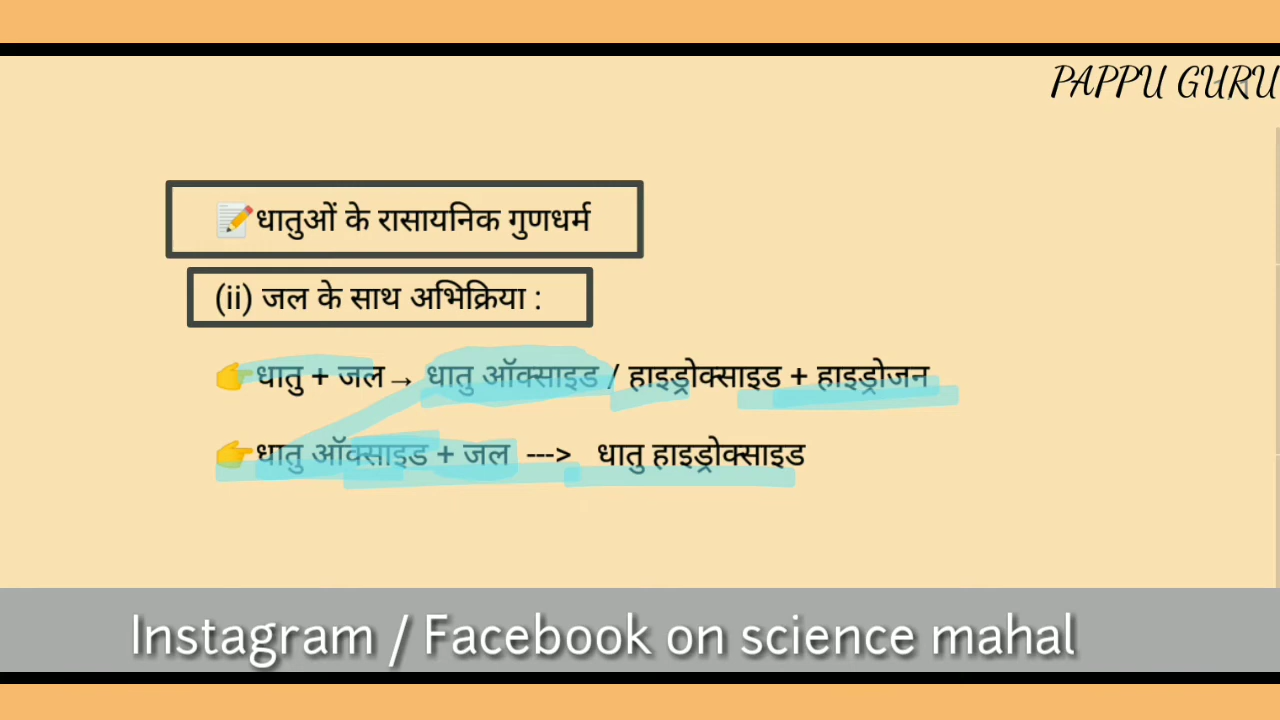 PAPPU GURU
📝धातुओं के रासायनिक गुणधर्म
(ii) जल के साथ अभिक्रिया :
👉धातु + जल→ धातु ऑक्साइड / हाइड्रोक्साइड + हाइड्रोजन
👉धातु ऑक्साइड + जल ---> धातु हाइड्रोक्साइड
Instagram / Facebook on science mahal